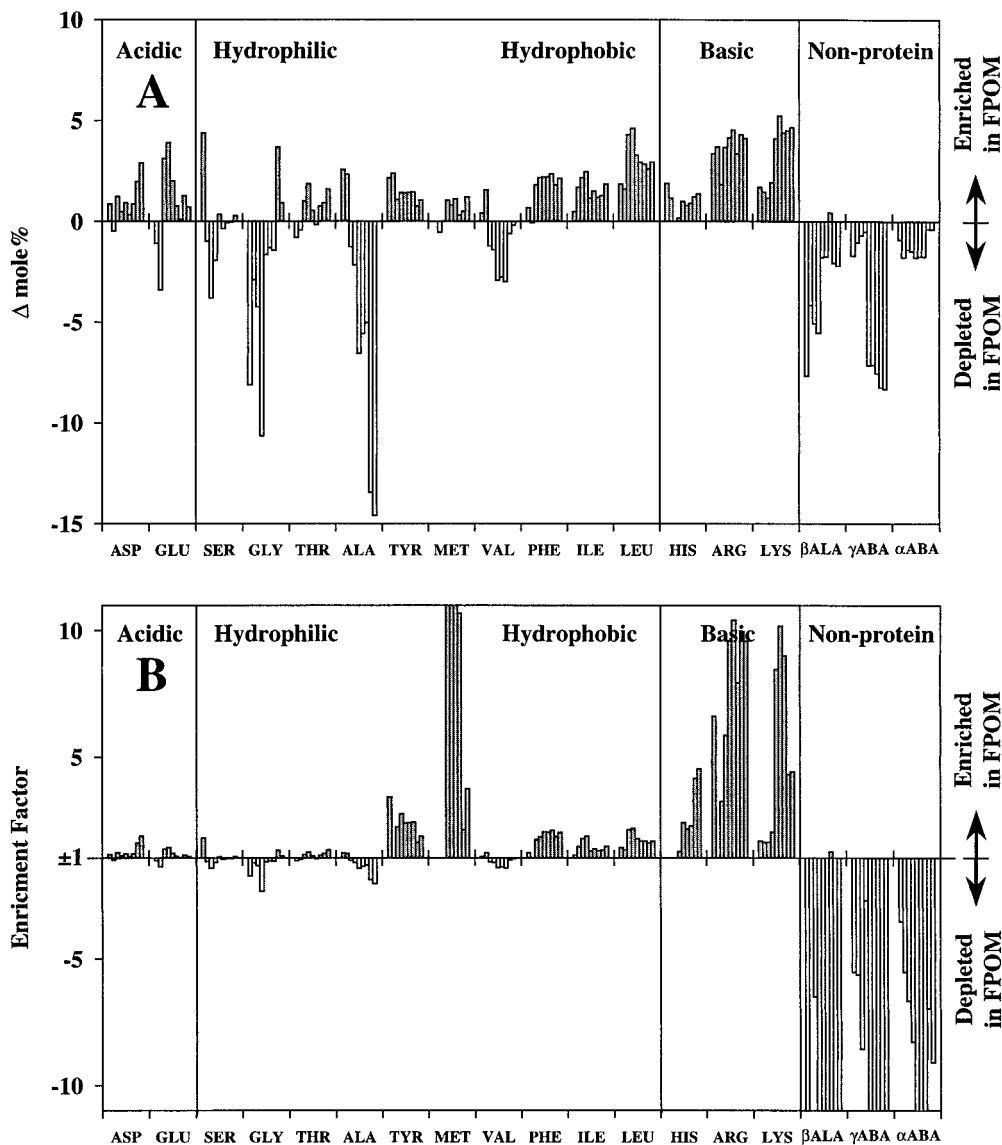 10
Acidic Hydrophilic Hydrophobic Basic Non-protein
A
5
0
-5
-10
-15
Δ mole%
Enriched in FPOM
Depleted in FPOM
ASP GLU SER GLY THR ALA TYR MET VAL PHE ILE LEU HIS ARG LYS βALA γABA αABA
10
Acidic Hydrophilic Hydrophobic Basic Non-protein
B
5
±1
-5
-10
Enricment Factor
Enriched in FPOM
Depleted in FPOM
ASP GLU SER GLY THR ALA TYR MET VAL PHE ILE LEU HIS ARG LYS βALA γABA αABA